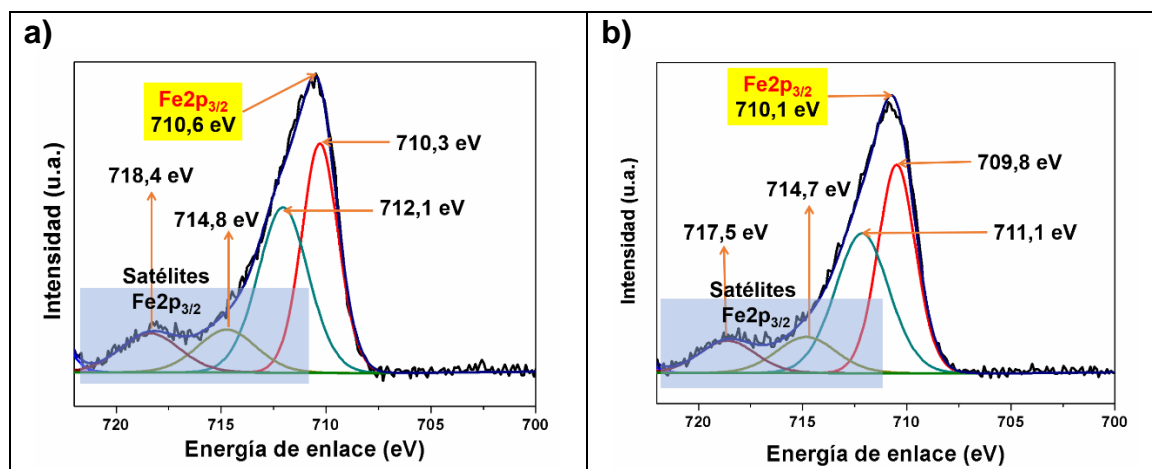 a)
Fe2p3/2
710,6 eV
710,3 eV
718,4 eV
714,8 eV
712,1 eV
Satélites
Fe2p3/2
Intensidad (u.a.)
720
715
710
705
700
Energía de enlace (eV)
b)
Fe2p3/2
710,1 eV
709,8 eV
714,7 eV
717,5 eV
711,1 eV
Satélites
Fe2p3/2
Intensidad (u.a.)
720
715
710
705
700
Energía de enlace (eV)